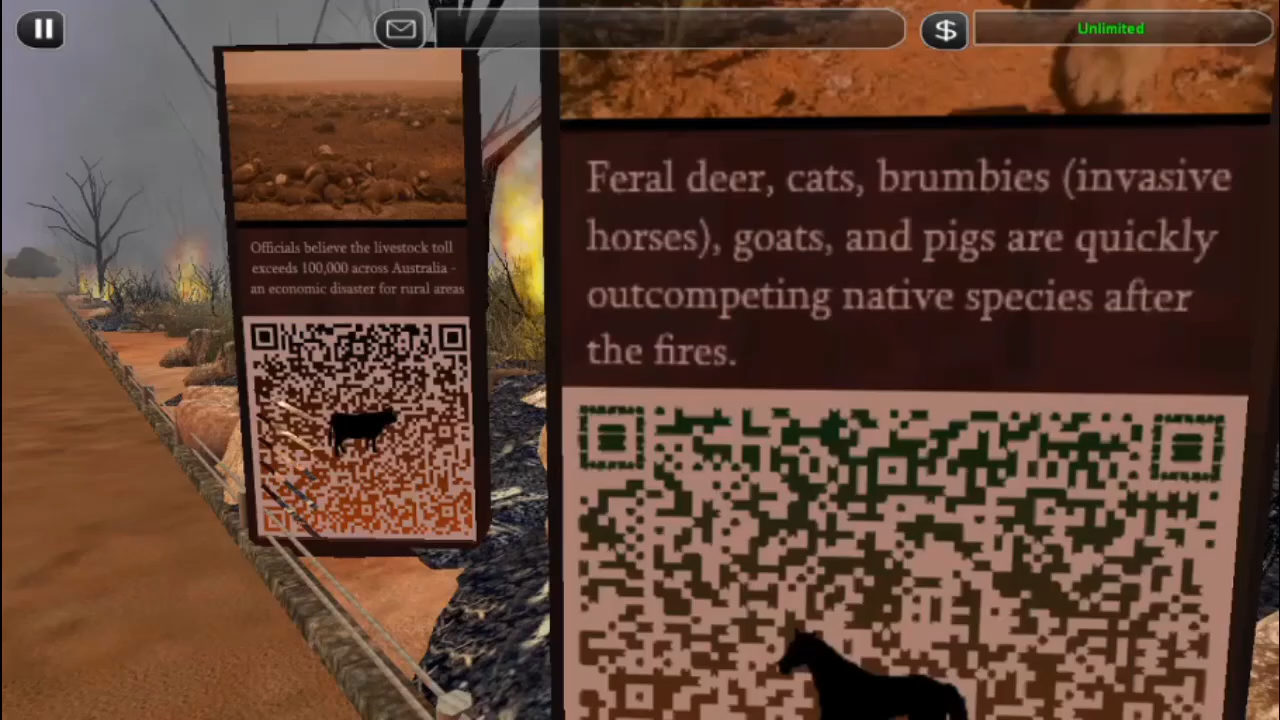 Unlimited
Officials believe the livestock toll
exceeds 100,000 across Australia -
an economic disaster for rural areas
Feral deer, cats, brumbies (invasive
horses), goats, and pigs are quickly
outcompeting native species after
the fires.